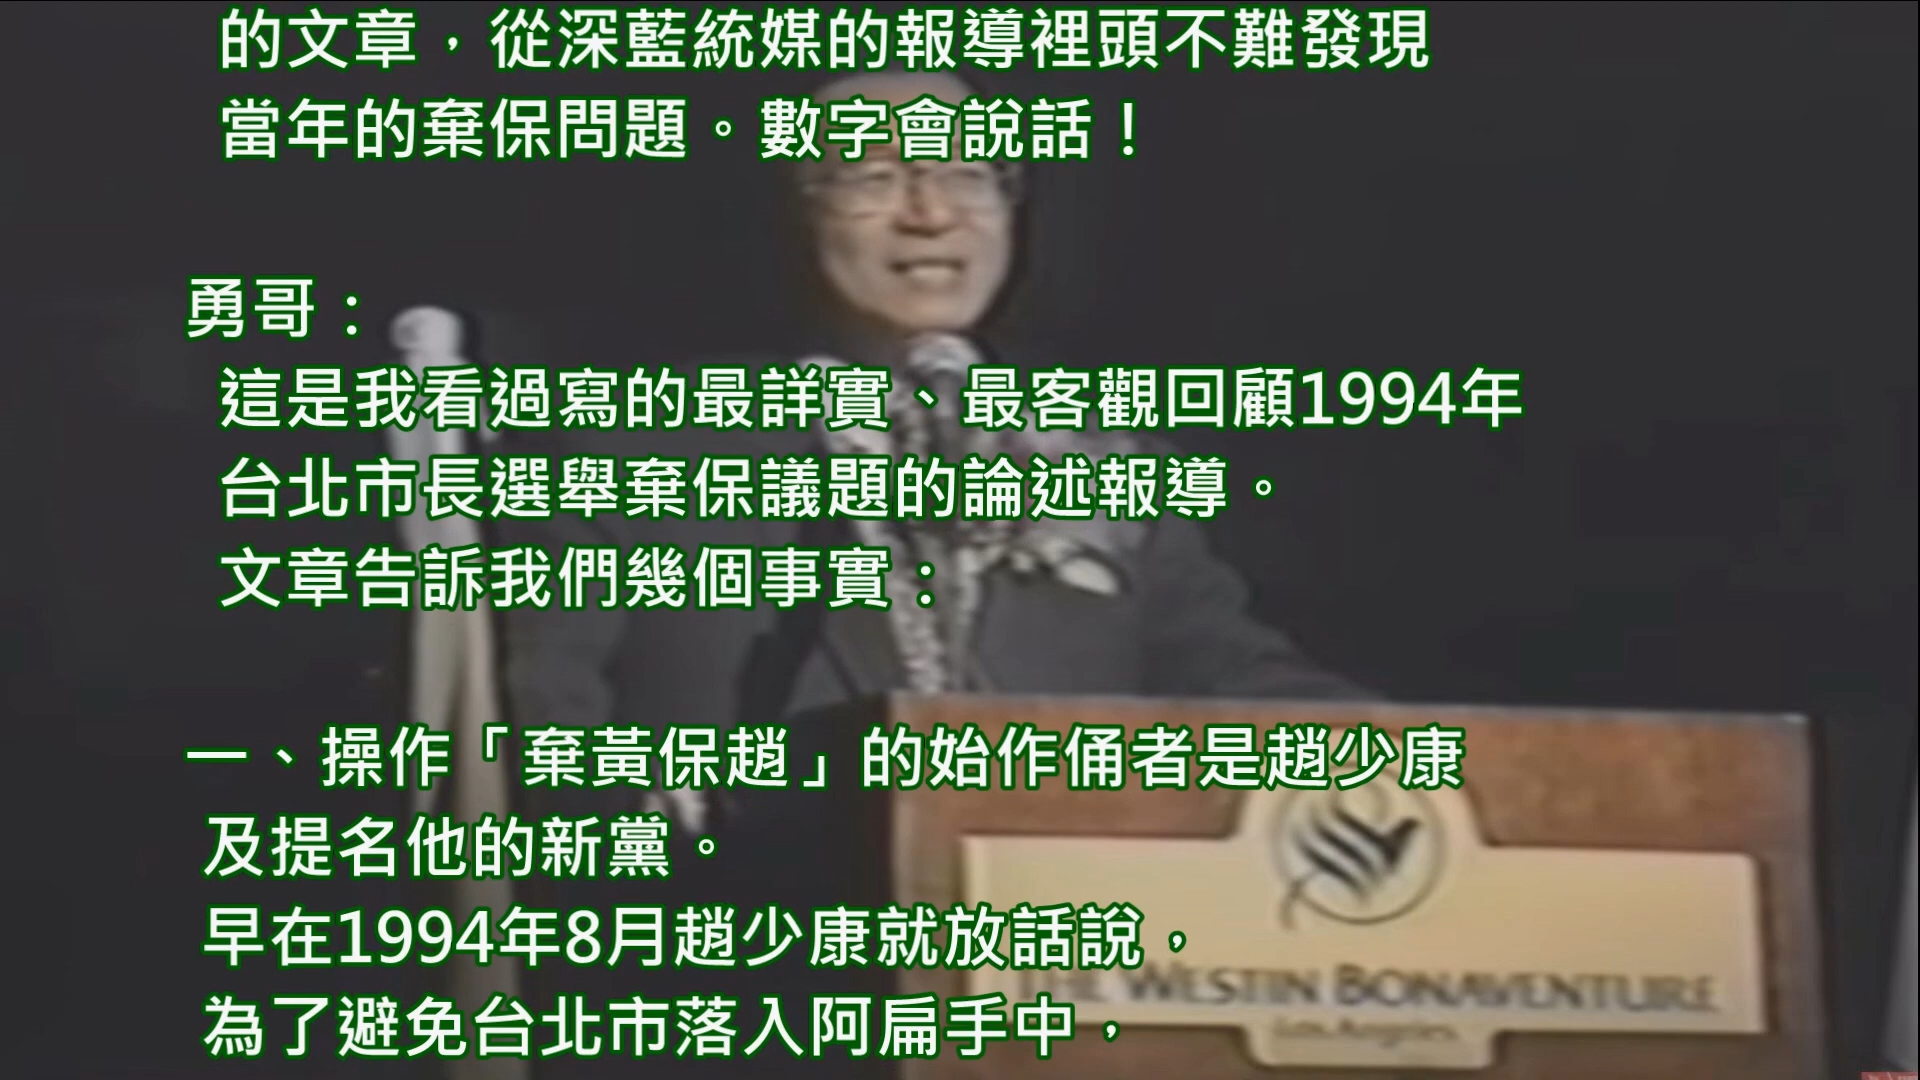 的文章，從深藍統媒的報導裡頭不難發現
當年的棄保問題。數字會說話！
勇哥：
這是我看過寫的最詳實、最客觀回顧1994年
台北市長選舉棄保議題的論述報導。
文章告訴我們幾個事實：
一、操作「棄黃保趙」的始作俑者是趙少康
及提名他的新黨。
早在1994年8月趙少康就放話說，
為了避免台北市落入阿扁手中，
THE WESTIN BONAVENTURE
Los Angeles